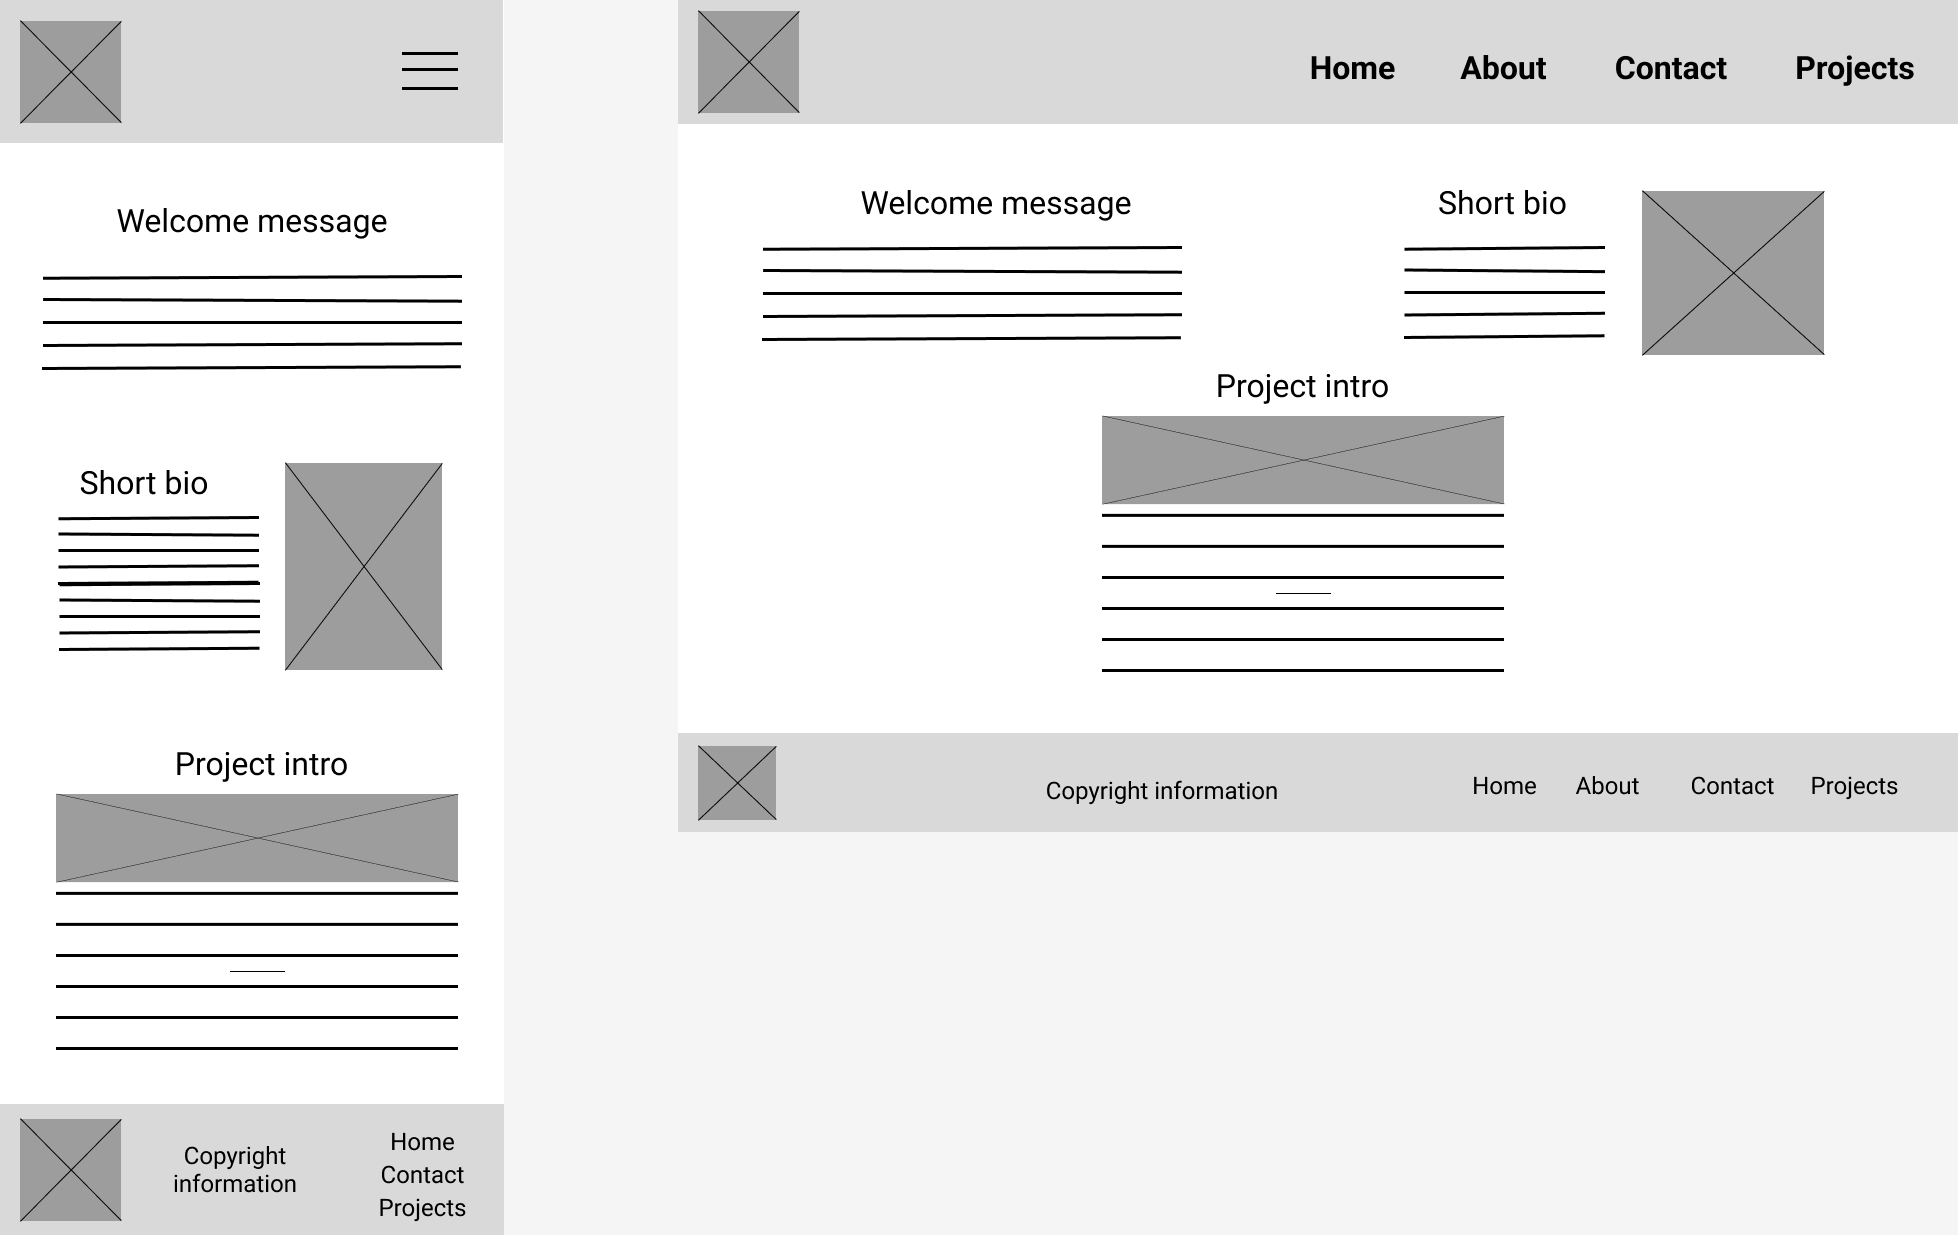 Welcome message
Short bio
Project intro
Copyright
information
Home
Contact
Projects
Home About Contact Projects
Welcome message
Short bio
Project intro
Copyright information
Home About Contact Projects